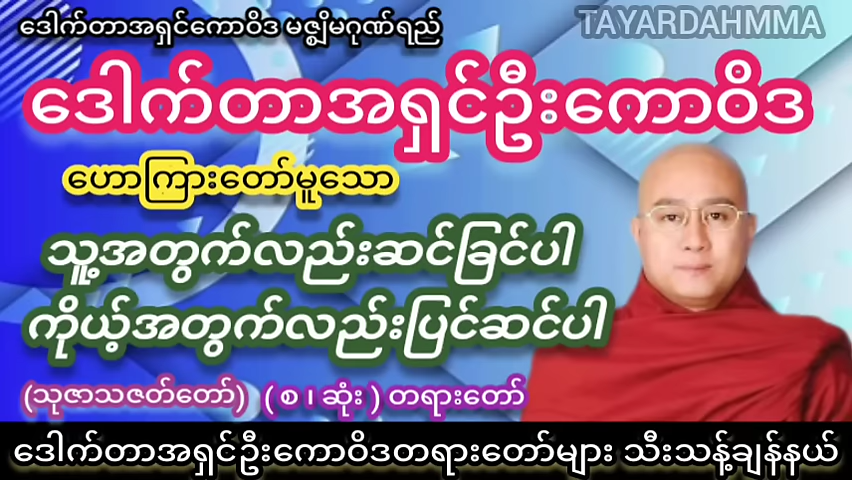 ဒေါက်တာအရှင်ကောဝိဒ မဇ္ဈိမဂုဏ်ရည်
TAYARDAHMMA
ဒေါက်တာအရှင်ဦးကောဝိဒ
ဟောကြားတော်မူသော
သူ့အတွက်လည်းဆင်ခြင်ပါ
ကိုယ့်အတွက်လည်းပြင်ဆင်ပါ
(သုဇာသဇတ်တော်) ( စ ၊ ဆုံး ) တရားတော်
ဒေါက်တာအရှင်ဦးကောဝိဒတရားတော်များ သီးသန့်ချန်နယ်